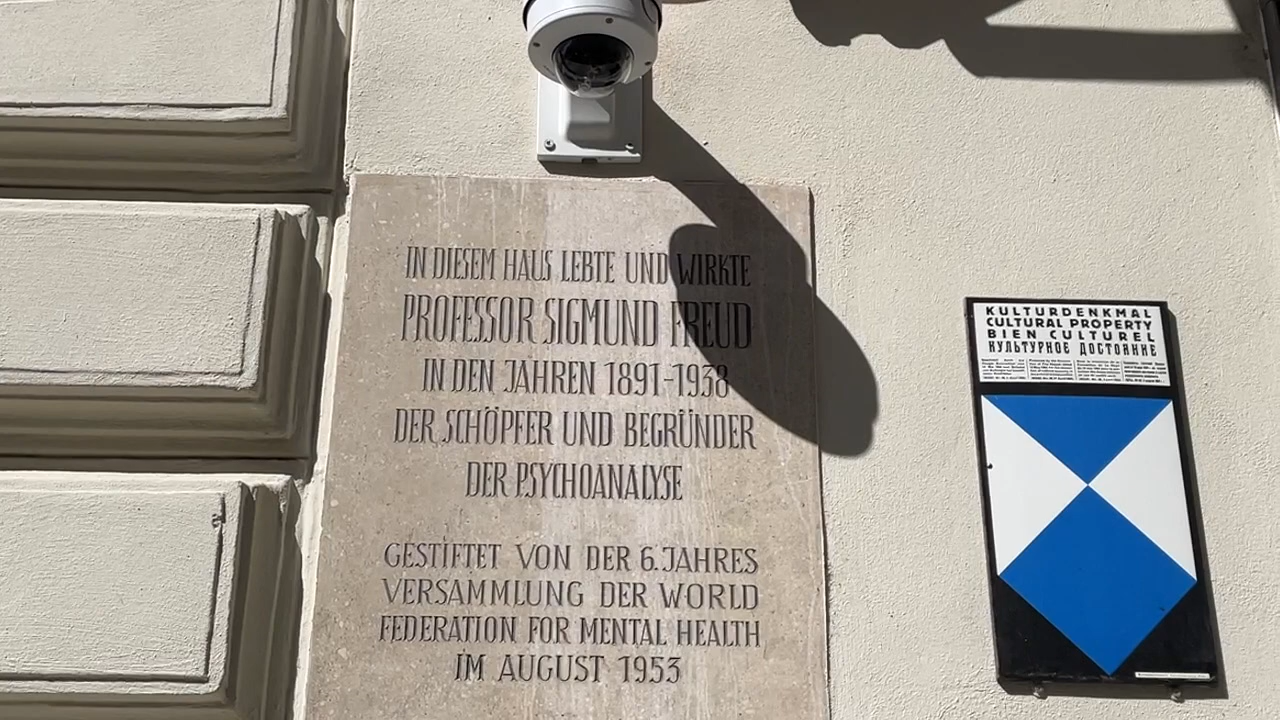 IN DIESEM HAUS LEBTE UND WIRKTE
PROFESSOR SIGMUND FREUD
IN DEN JAHREN 1891-1938
DER SCHÖPFER UND BEGRÜNDER
DER PSYCHOANALYSE
GESTIFTET VON DER 6. JAHRES
VERSAMMLUNG DER WORLD
FEDERATION FOR MENTAL HEALTH
IM AUGUST 1953
KULTURDENKMAL
CULTURAL PROPERTY
BIEN CULTUREL
КУЛЬТУРНОЕ ДОСТОЯНИЕ